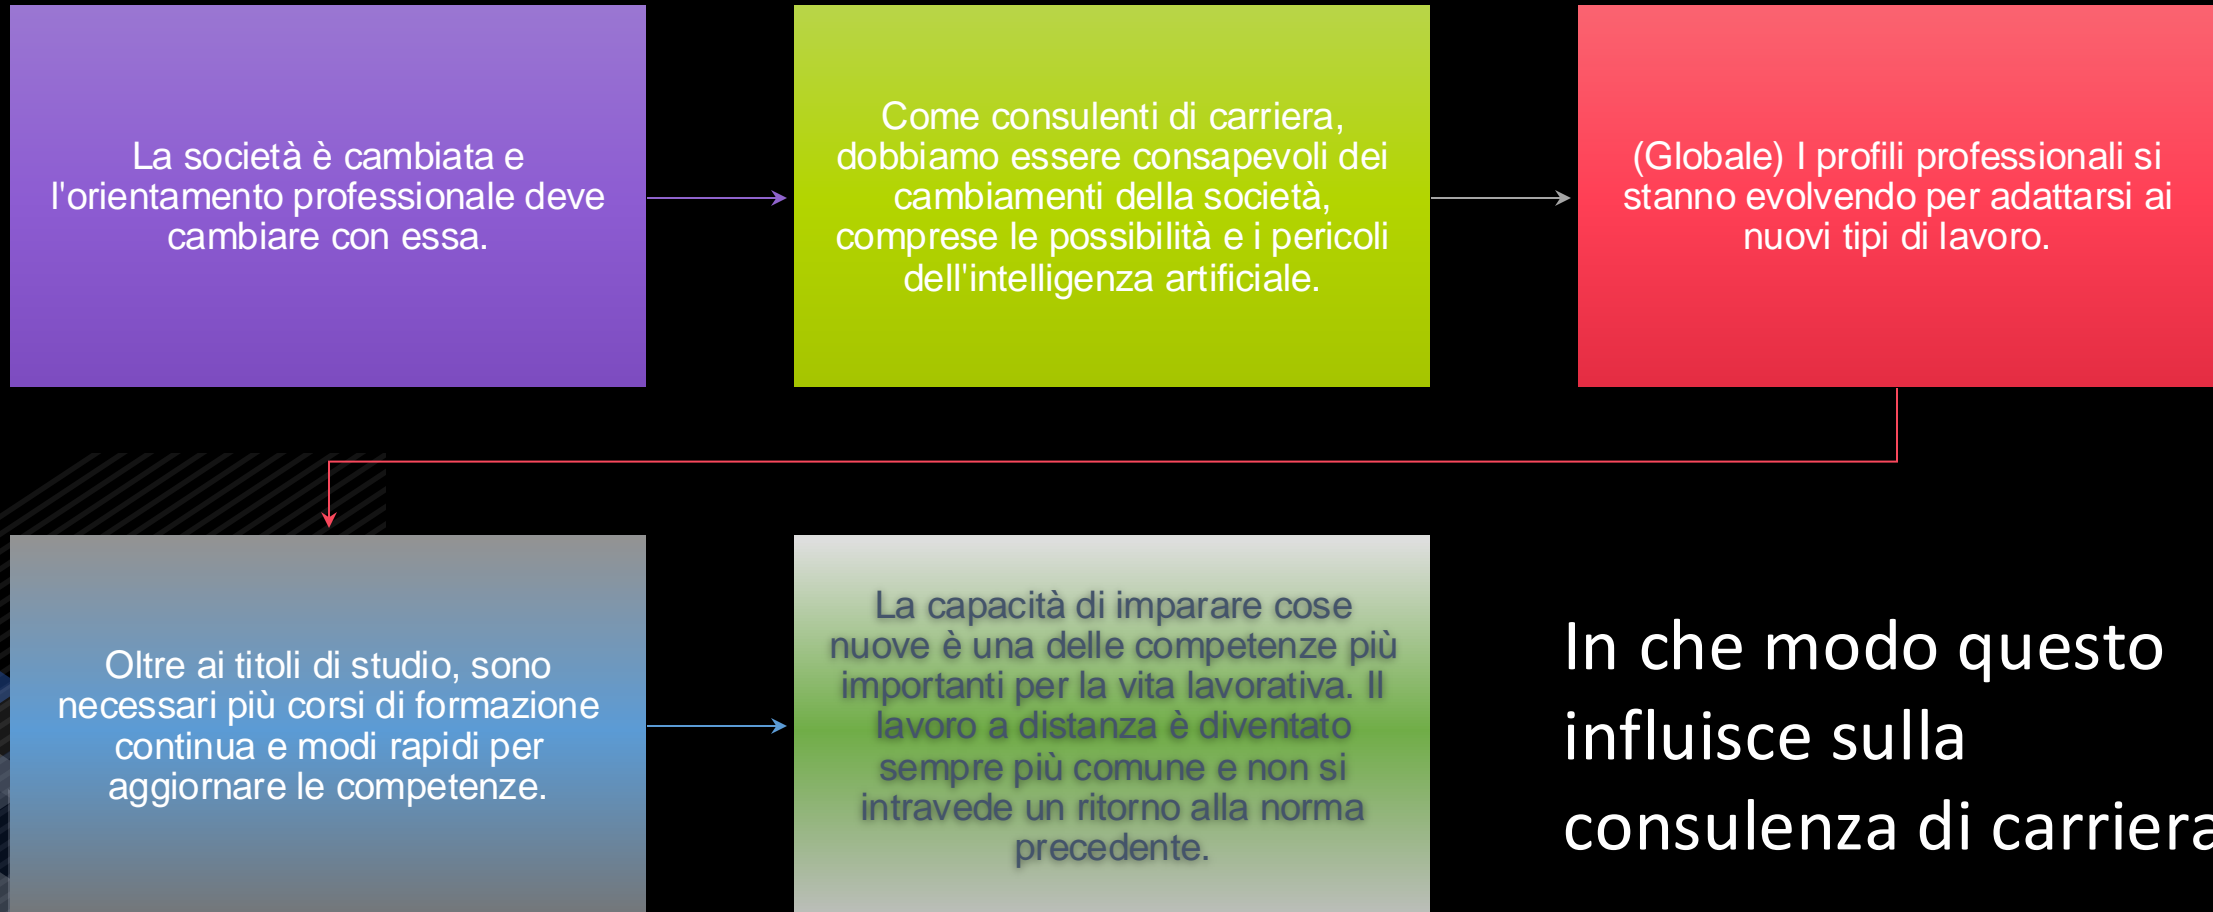 La società è cambiata e
l'orientamento professionale deve
cambiare con essa.
Come consulenti di carriera,
dobbiamo essere consapevoli dei
cambiamenti della società,
comprese le possibilità e i pericoli
dell'intelligenza artificiale.
(Globale) I profili professionali si
stanno evolvendo per adattarsi ai
nuovi tipi di lavoro.
Oltre ai titoli di studio, sono
necessari più corsi di formazione
continua e modi rapidi per
aggiornare le competenze.
La capacità di imparare cose
nuove è una delle competenze più
importanti per la vita lavorativa. Il
lavoro a distanza è diventato
sempre più comune e non si
intravede un ritorno alla norma
precedente.
In che modo questo
influisce sulla
consulenza di carriera